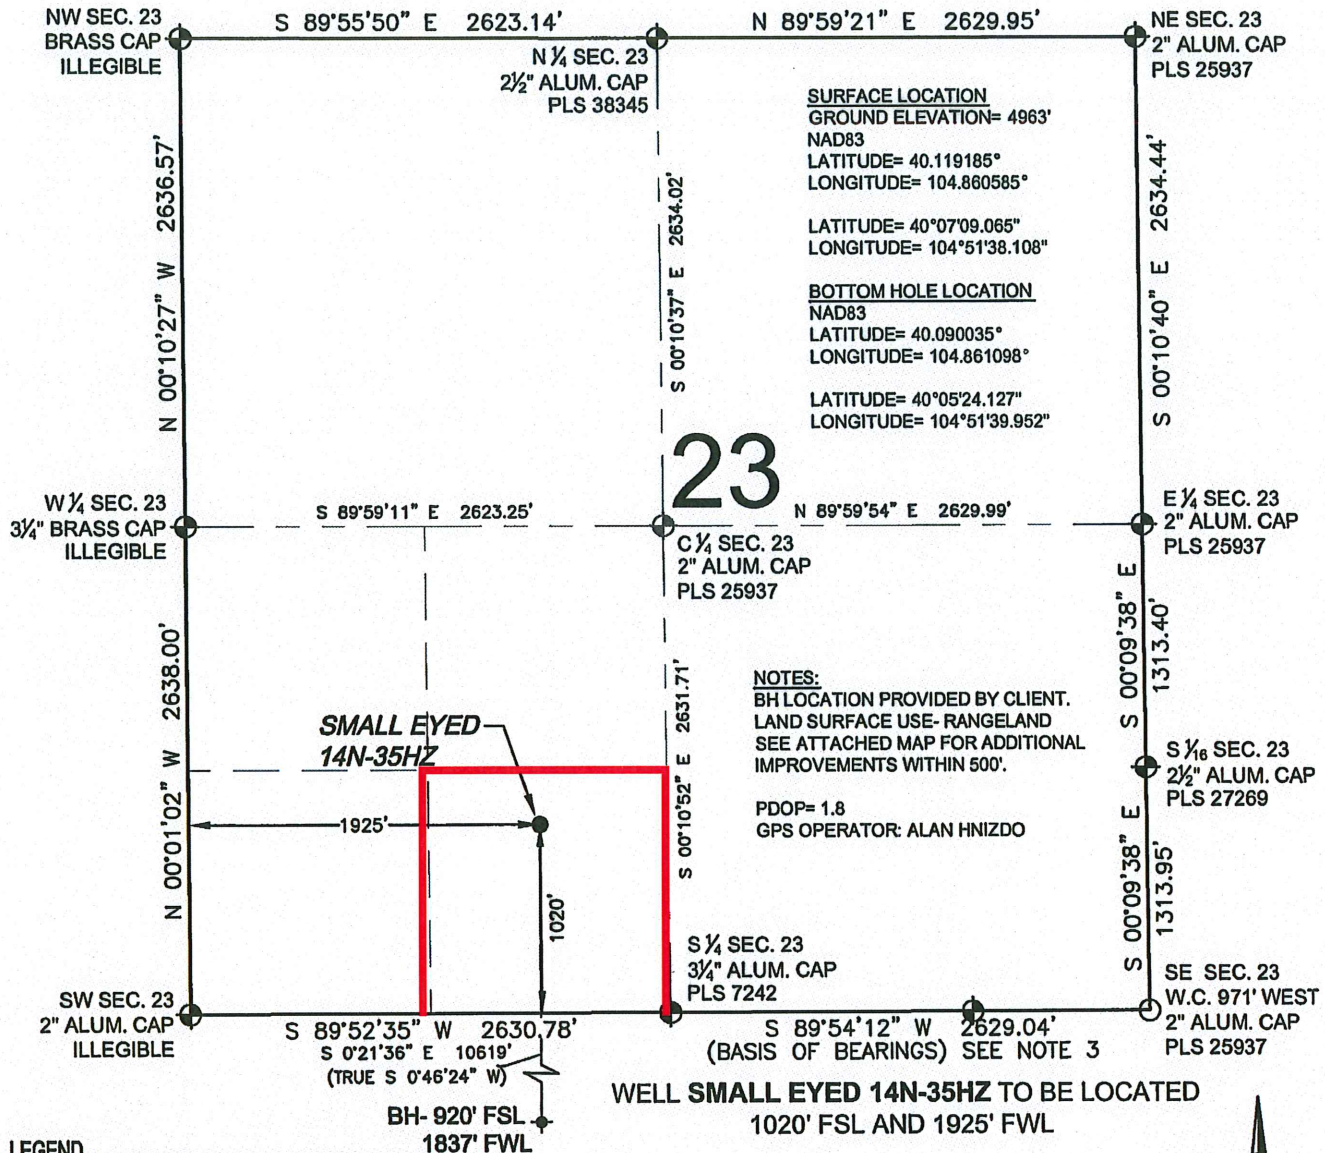 NW SEC. 23
BRASS CAP
ILLEGIBLE
S 89°55'50" E 2623.14'
N ¼ SEC. 23
2½" ALUM. CAP
PLS 38345
N 89°59'21" E 2629.95'
NE SEC. 23
2" ALUM. CAP
PLS 25937
N 00°10'27" W 2636.57'
S 00°10'37" E 2634.02'
SURFACE LOCATION
GROUND ELEVATION= 4963'
NAD83
LATITUDE= 40.119185°
LONGITUDE= 104.860585°
LATITUDE= 40°07'09.065"
LONGITUDE= 104°51'38.108"
BOTTOM HOLE LOCATION
NAD83
LATITUDE= 40.090035°
LONGITUDE= 104.861098°
LATITUDE= 40°05'24.127"
LONGITUDE= 104°51'39.952"
S 00°10'40" E 2634.44'
23
W ¼ SEC. 23
3¼" BRASS CAP
ILLEGIBLE
S 89°59'11" E 2623.25'
C ¼ SEC. 23
2" ALUM. CAP
PLS 25937
N 89°59'54" E 2629.99'
E ¼ SEC. 23
2" ALUM. CAP
PLS 25937
N 00°01'02" W 2638.00'
SMALL EYED
14N-35HZ
1925'
1020'
S 00°10'52" E 2631.71'
NOTES:
BH LOCATION PROVIDED BY CLIENT.
LAND SURFACE USE- RANGELAND
SEE ATTACHED MAP FOR ADDITIONAL
IMPROVEMENTS WITHIN 500'.
PDOP= 1.8
GPS OPERATOR: ALAN HNIZDO
S 00°09'38" E
1313.40'
S 1/16 SEC. 23
2½" ALUM. CAP
PLS 27269
S 00°09'38" E
1313.95'
SW SEC. 23
2" ALUM. CAP
ILLEGIBLE
S 89°52'35" W 2630.78'
S 0°21'36" E 10619'
(TRUE S 0°46'24" W)
BH- 920' FSL
1837' FWL
S ¼ SEC. 23
3¼" ALUM. CAP
PLS 7242
S 89°54'12" W 2629.04'
(BASIS OF BEARINGS) SEE NOTE 3
SE SEC. 23
W.C. 971' WEST
2" ALUM. CAP
PLS 25937
WELL SMALL EYED 14N-35HZ TO BE LOCATED
1020' FSL AND 1925' FWL
LEGEND